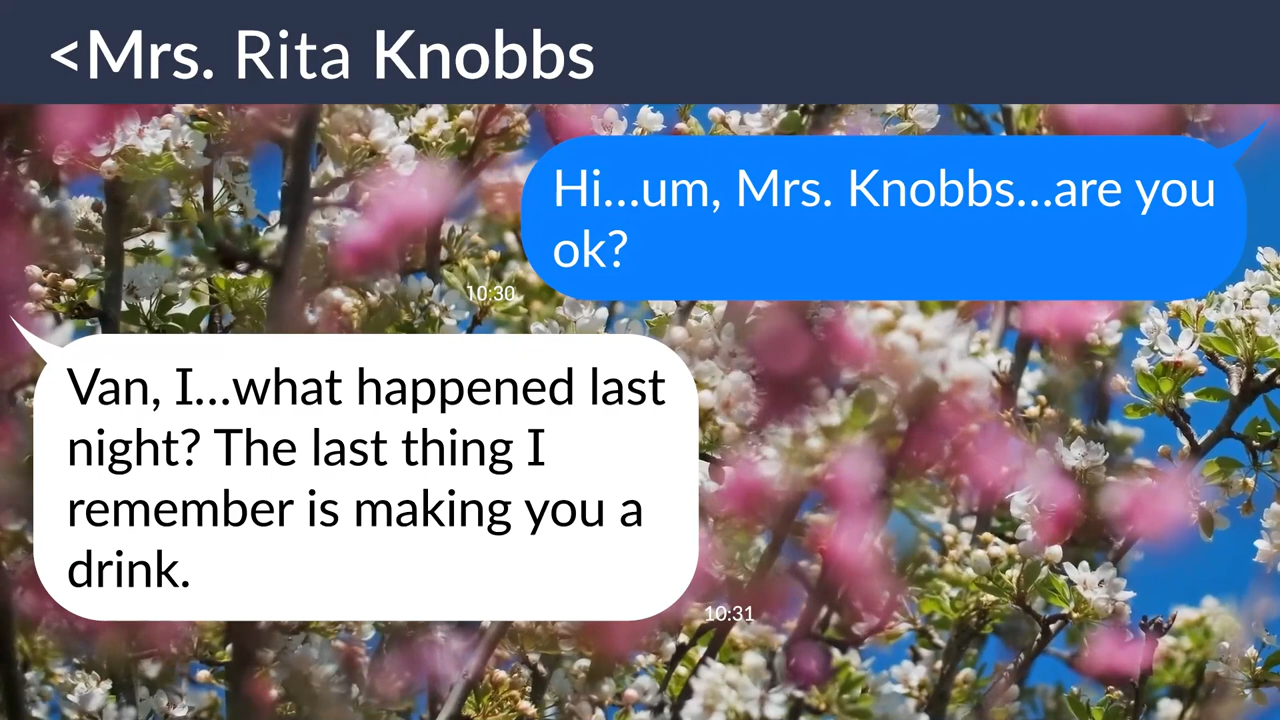 <Mrs. Rita Knobbs
Hi...um, Mrs. Knobbs...are you
ok?
10:30
Van, I...what happened last
night? The last thing I
remember is making you a
drink.
10:31